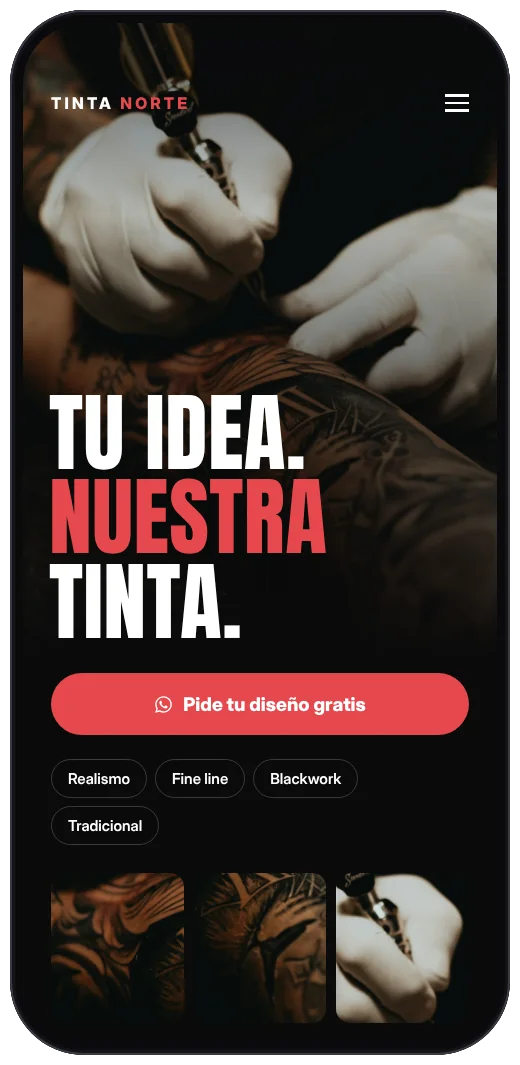 TINTA NORTE
TU IDEA.
NUESTRA
TINTA.
Pide tu diseño gratis
Realismo
Fine line
Blackwork
Tradicional